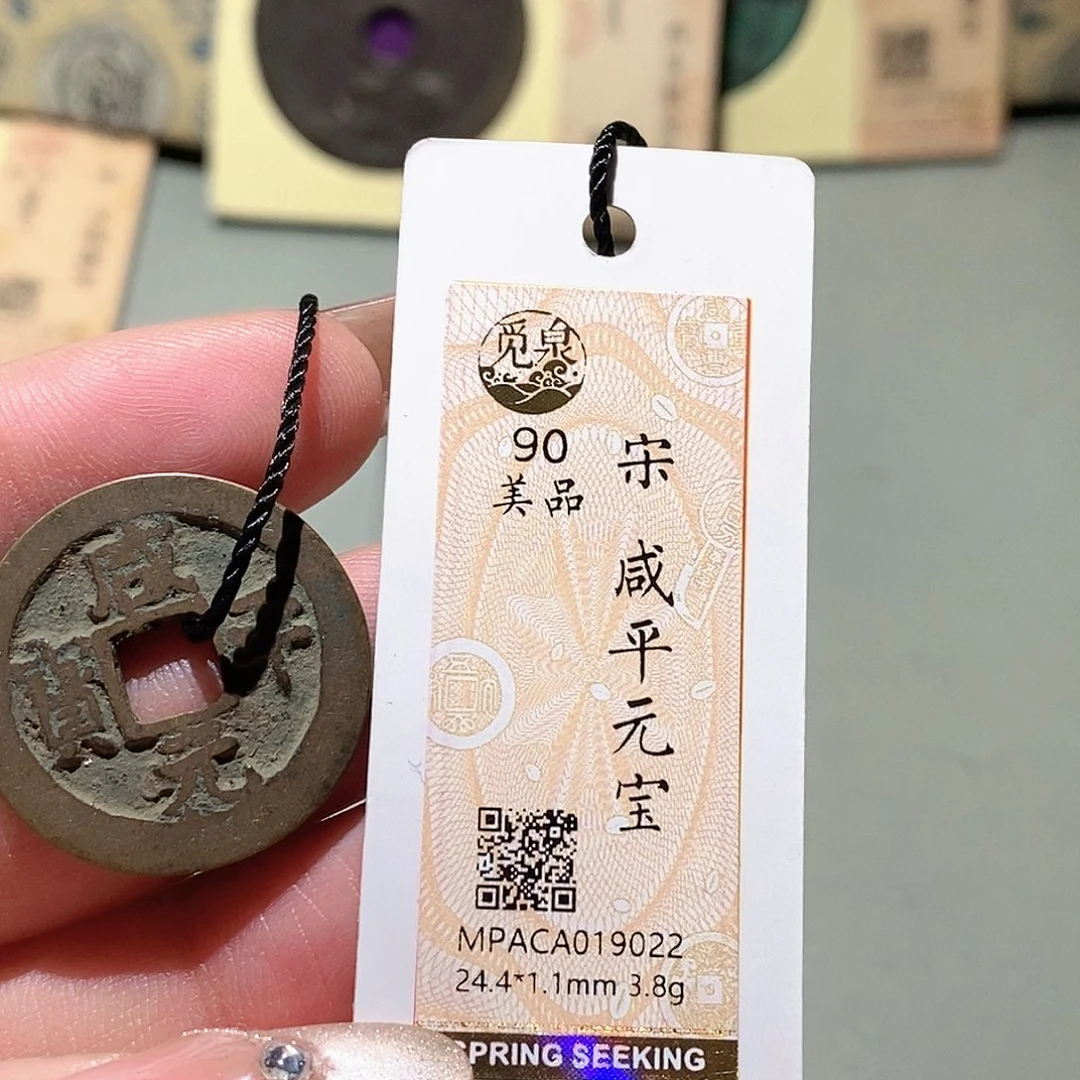 觅泉
90
美品
宋 咸平元宝
MPACA019022
24.4*1.1mm 3.8g
SPRING SEEKING
咸平元寶